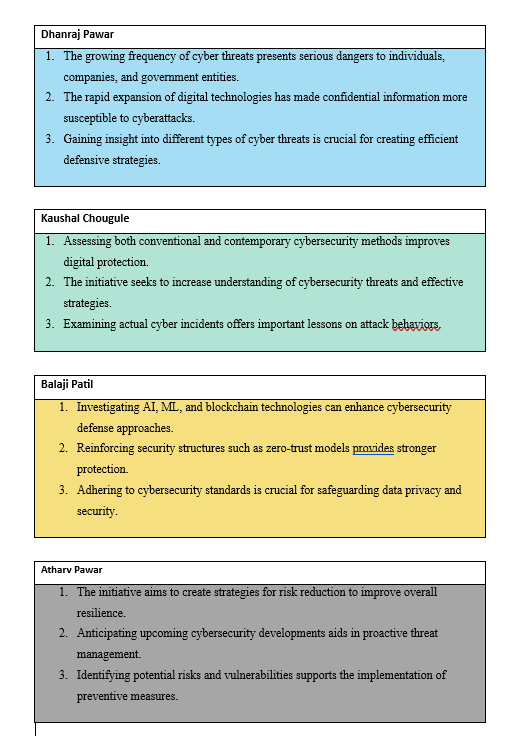 Dhanraj Pawar
1. The growing frequency of cyber threats presents serious dangers to individuals,
companies, and government entities.
2. The rapid expansion of digital technologies has made confidential information more
susceptible to cyberattacks.
3. Gaining insight into different types of cyber threats is crucial for creating efficient
defensive strategies.
Kaushal Chougule
1. Assessing both conventional and contemporary cybersecurity methods improves
digital protection.
2. The initiative seeks to increase understanding of cybersecurity threats and effective
strategies.
3. Examining actual cyber incidents offers important lessons on attack behaviors.
Balaji Patil
1. Investigating AI, ML, and blockchain technologies can enhance cybersecurity
defense approaches.
2. Reinforcing security structures such as zero-trust models provides stronger
protection.
3. Adhering to cybersecurity standards is crucial for safeguarding data privacy and
security.
Atharv Pawar
1. The initiative aims to create strategies for risk reduction to improve overall
resilience.
2. Anticipating upcoming cybersecurity developments aids in proactive threat
management.
3. Identifying potential risks and vulnerabilities supports the implementation of
preventive measures.